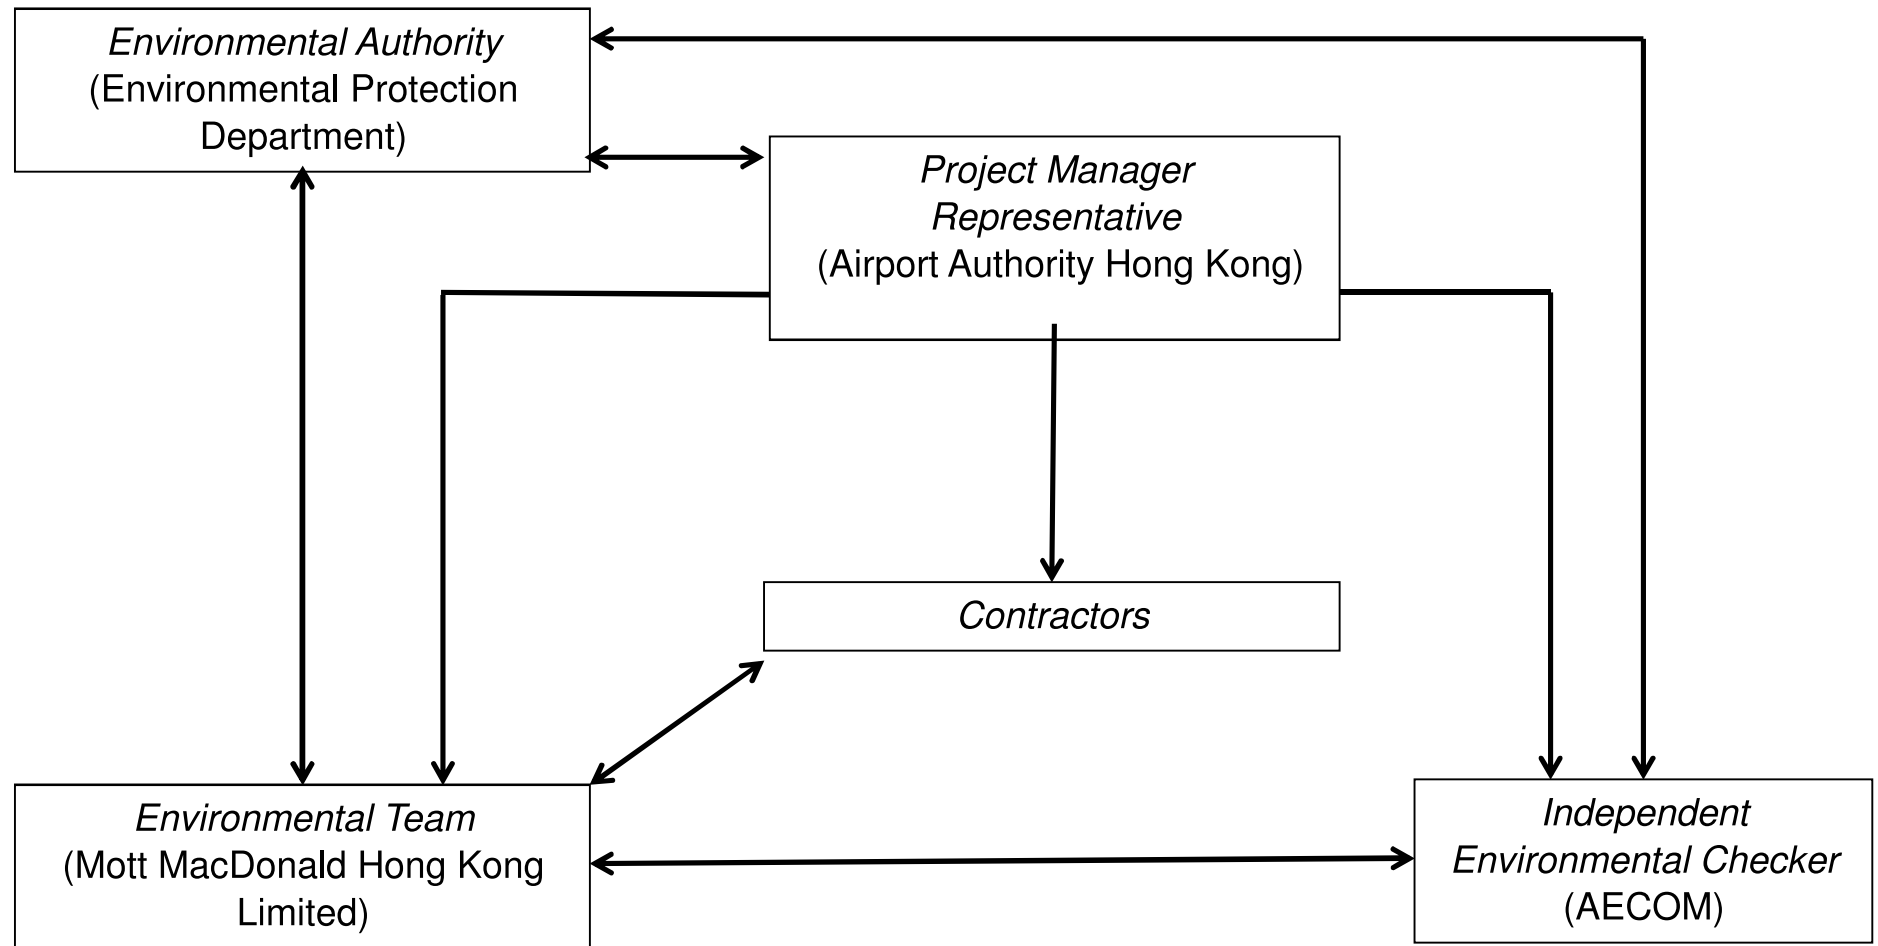 Environmental Authority
(Environmental Protection
Department)
Project Manager
Representative
(Airport Authority Hong Kong)
Contractors
Environmental Team
(Mott MacDonald Hong Kong
Limited)
Independent
Environmental Checker
(AECOM)